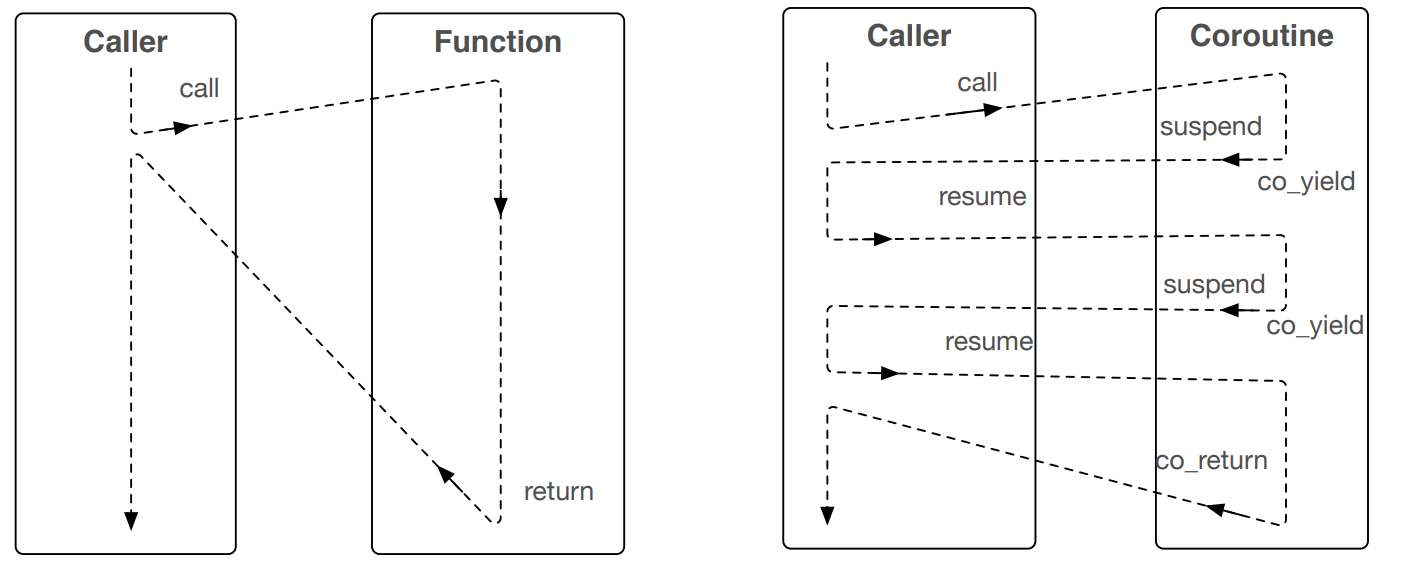 Caller
Function
call
return
Caller
Coroutine
call
suspend
co_yield
resume
suspend
co_yield
resume
co_return